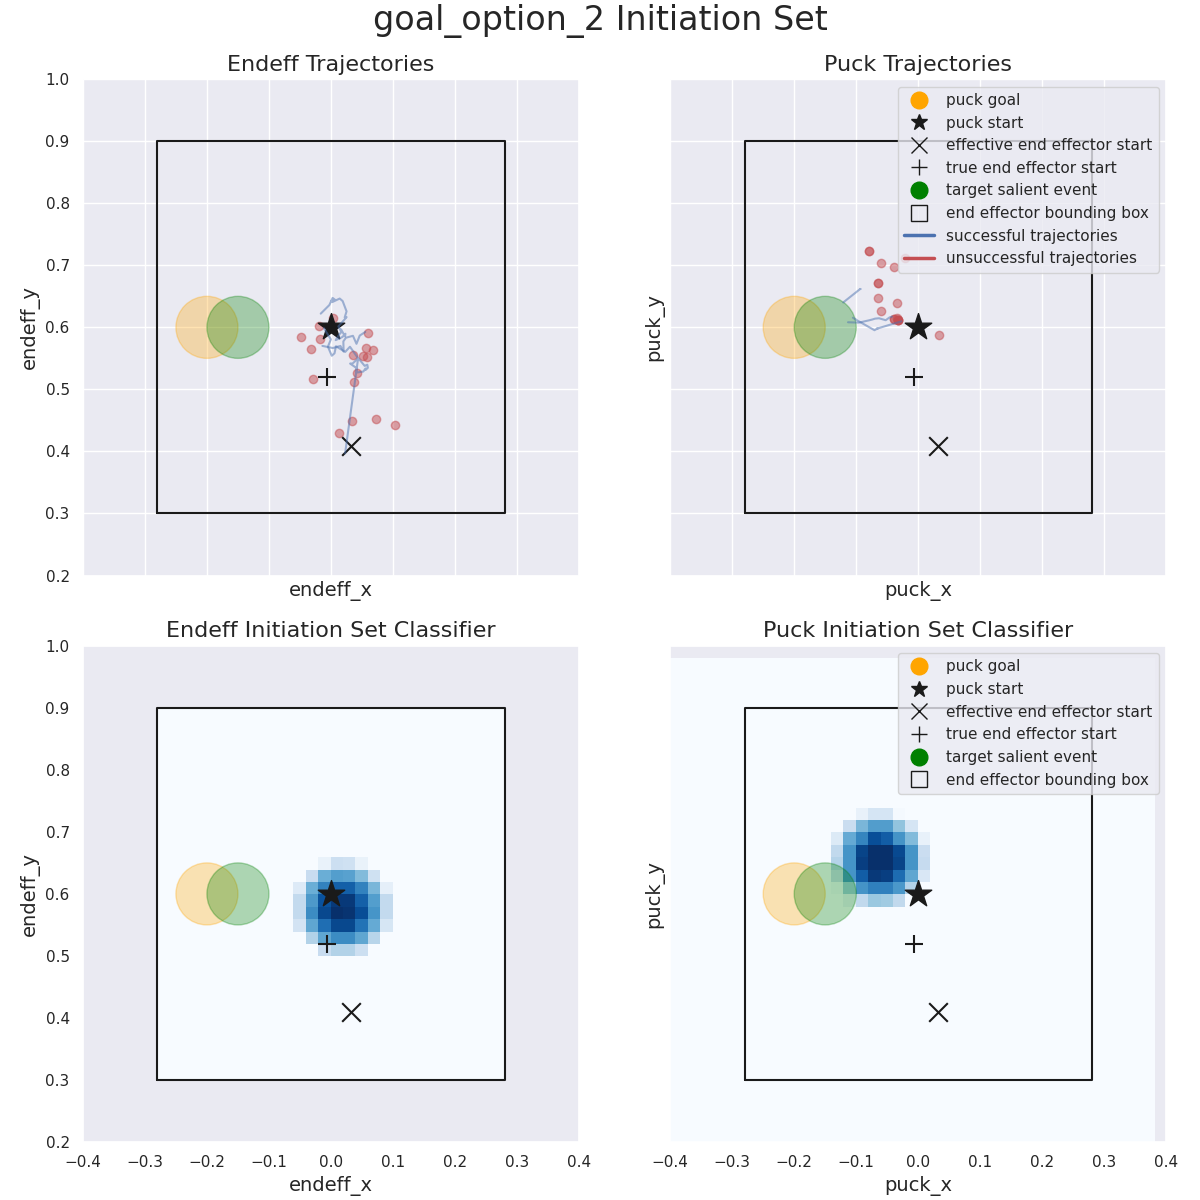 goal_option_2 Initiation Set
Endeff Trajectories
1.0
0.9
0.8
0.7
0.6
0.5
0.4
0.3
0.2
endeff_y
endeff_x
Puck Trajectories
puck goal
puck start
effective end effector start
true end effector start
target salient event
end effector bounding box
successful trajectories
unsuccessful trajectories
puck_y
puck_x
Endeff Initiation Set Classifier
1.0
0.9
0.8
0.7
0.6
0.5
0.4
0.3
0.2
endeff_y
−0.4 −0.3 −0.2 −0.1 0.0 0.1 0.2 0.3 0.4
endeff_x
Puck Initiation Set Classifier
puck goal
puck start
effective end effector start
true end effector start
target salient event
end effector bounding box
puck_y
−0.4 −0.3 −0.2 −0.1 0.0 0.1 0.2 0.3 0.4
puck_x